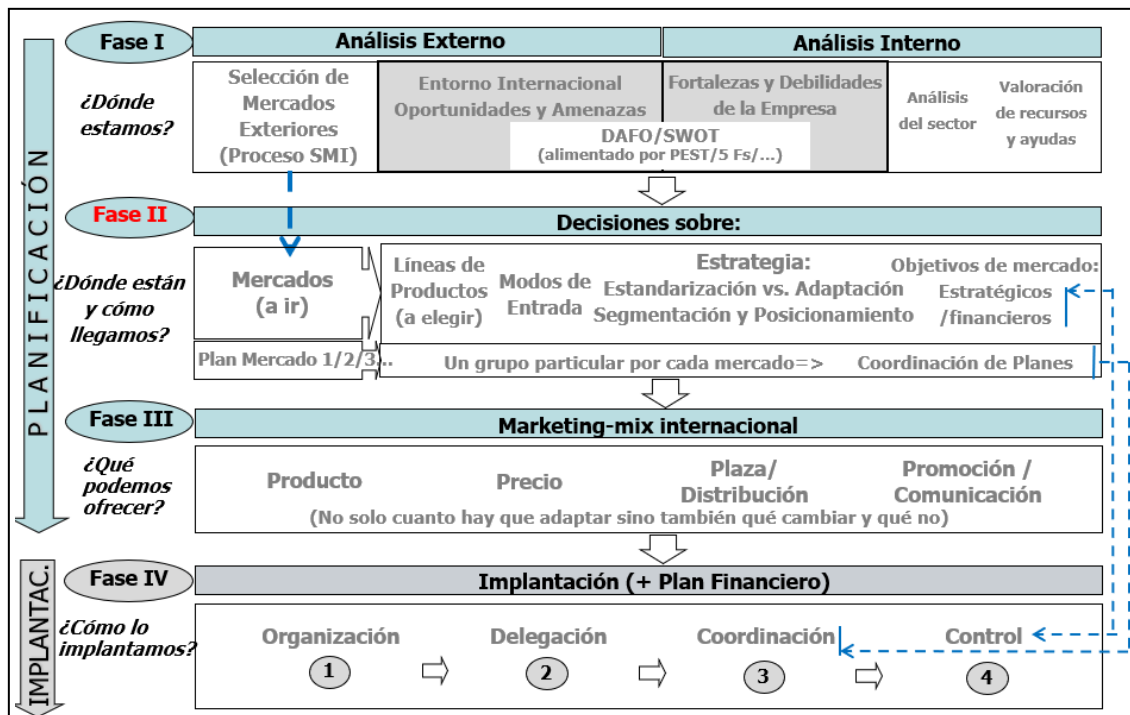 PLANIFICACIÓN
Fase I
Análisis Externo
Análisis Interno
¿Dónde
estamos?
Selección de
Mercados
Exteriores
(Proceso SMI)
Entorno Internacional
Oportunidades y Amenazas
Fortalezas y Debilidades
de la Empresa
DAFO/SWOT
(alimentado por PEST/5 Fs/...)
Análisis
del sector
Valoración
de recursos
y ayudas
Fase II
Decisiones sobre:
¿Dónde están
y cómo
llegamos?
Mercados
(a ir)
Líneas de
Productos
(a elegir)
Modos de
Entrada
Estrategia:
Estandarización vs. Adaptación
Segmentación y Posicionamiento
Objetivos de mercado:
Estratégicos
/financieros
Plan Mercado 1/2/3...
Un grupo particular por cada mercado=>
Coordinación de Planes
Fase III
Marketing-mix internacional
¿Qué
podemos
ofrecer?
Producto
Precio
Plaza/
Distribución
Promoción /
Comunicación
(No solo cuanto hay que adaptar sino también qué cambiar y qué no)
IMPLANTAC.
Fase IV
Implantación (+ Plan Financiero)
¿Cómo lo
implantamos?
Organización
Delegación
Coordinación
Control
1
2
3
4